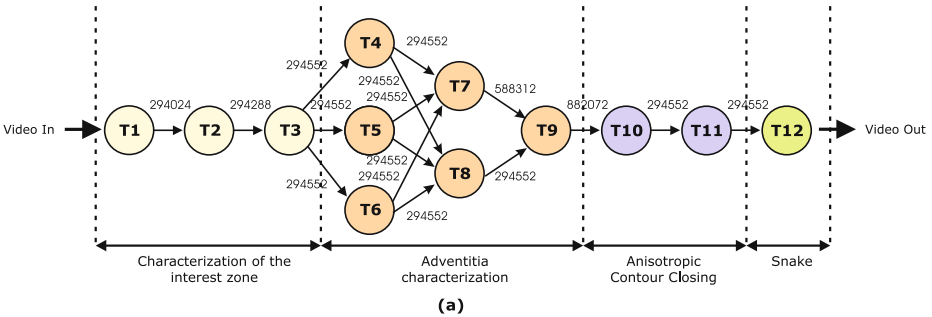 T4
294552
294552
T7
294552
588312
294024
294288
294552
294552
882072
294552
294552
Video In
T1
T2
T3
T5
T9
T10
T11
T12
Video Out
294552
T8
294552
294552
294552
T6
294552
Characterization of the
interest zone
Adventitia
characterization
Anisotropic
Contour Closing
Snake
(a)